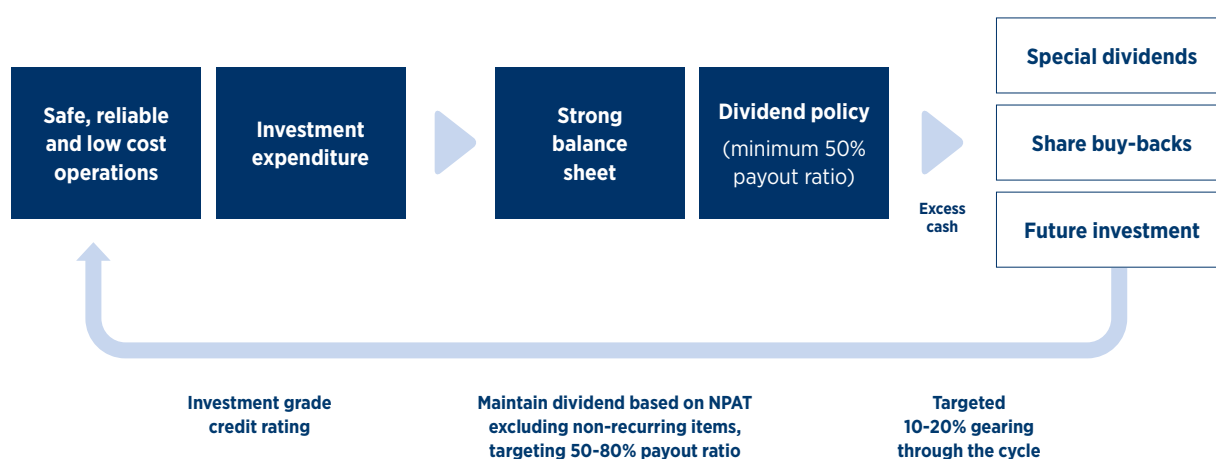 Safe, reliable
and low cost
operations
Investment
expenditure
Strong
balance
sheet
Dividend policy
(minimum 50%
payout ratio)
Excess
cash
Special dividends
Share buy-backs
Future investment
Investment grade
credit rating
Maintain dividend based on NPAT
excluding non-recurring items,
targeting 50-80% payout ratio
Targeted
10-20% gearing
through the cycle